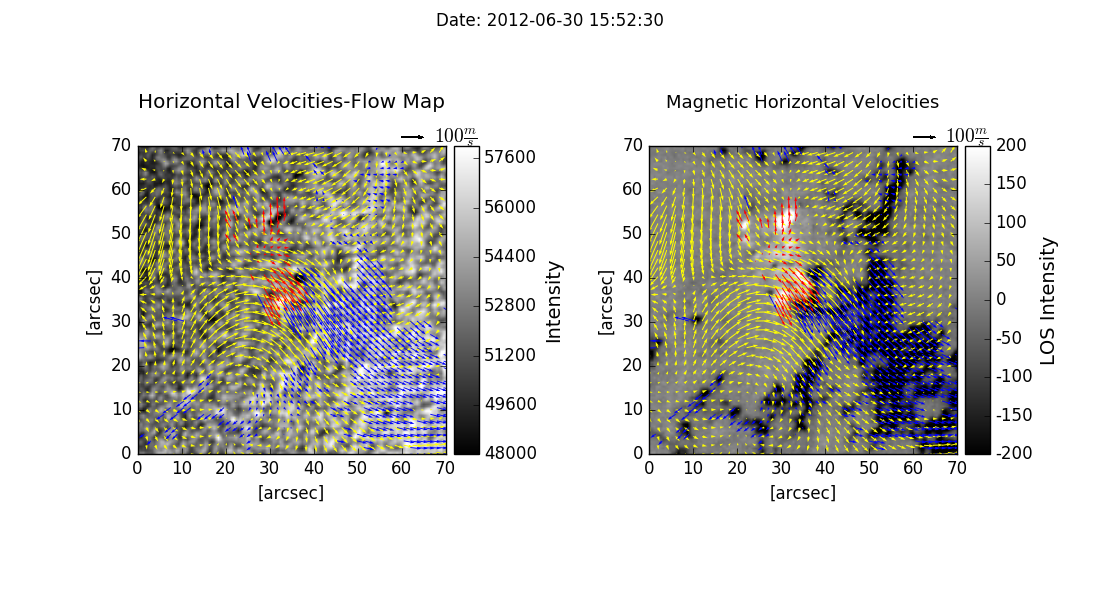 Date: 2012-06-30 15:52:30
Horizontal Velocities-Flow Map
100 m/s
70
60
50
40
30
20
10
0
0 10 20 30 40 50 60 70
[arcsec]
[arcsec]
57600
56000
54400
52800
51200
49600
48000
Intensity
Magnetic Horizontal Velocities
100 m/s
70
60
50
40
30
20
10
0
0 10 20 30 40 50 60 70
[arcsec]
[arcsec]
200
150
100
50
0
-50
-100
-150
-200
LOS Intensity